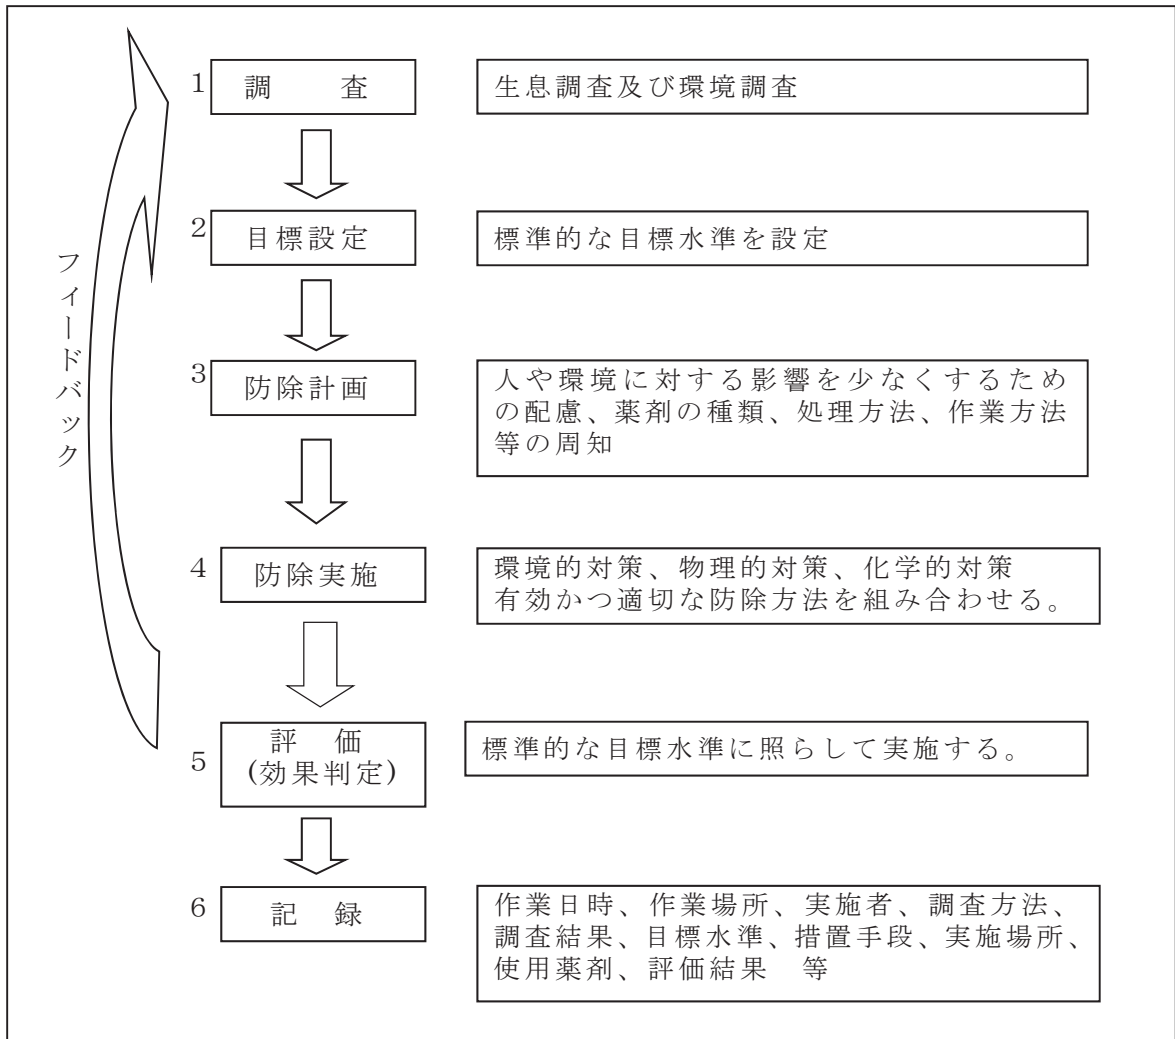 1
調　　査
生息調査及び環境調査
2
目標設定
標準的な目標水準を設定
3
防除計画
人や環境に対する影響を少なくするため
の配慮、薬剤の種類、処理方法、作業方法
等の周知
4
防除実施
環境的対策、物理的対策、化学的対策
有効かつ適切な防除方法を組み合わせる。
5
評　価
(効果判定)
標準的な目標水準に照らして実施する。
6
記　録
作業日時、作業場所、実施者、調査方法、
調査結果、目標水準、措置手段、実施場所、
使用薬剤、評価結果　等
フィードバック